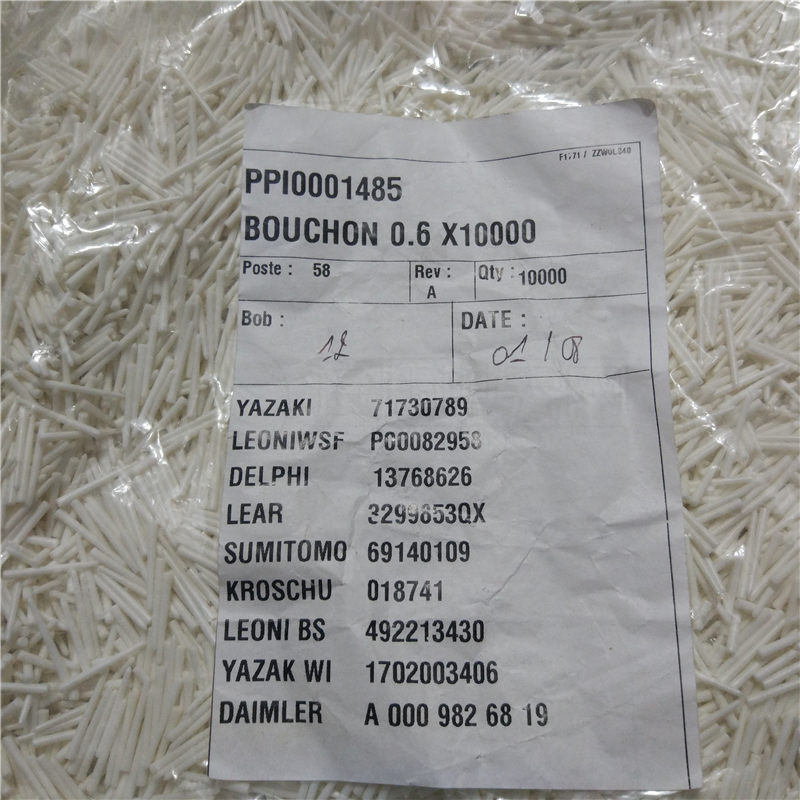 F1771 / ZZW0L340
PPI0001485
BOUCHON 0.6 X10000
Poste : 58 Rev : A Qty : 10000
Bob : 12 DATE : 01/08
YAZAKI 71730789
LEONIWSF PC0082958
DELPHI 13768626
LEAR 3299853QX
SUMITOMO 69140109
KROSCHU 018741
LEONI BS 492213430
YAZAK WI 1702003406
DAIMLER A 000 982 68 19